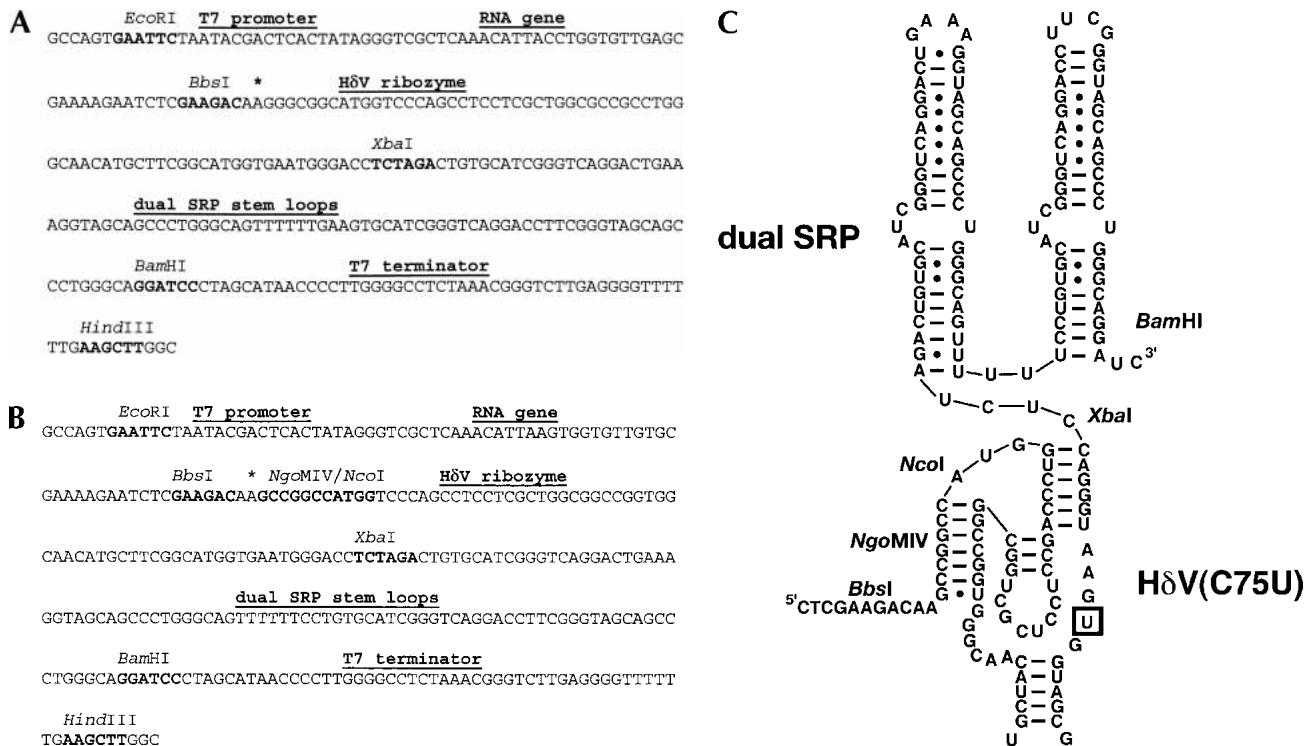 A
EcoRI T7 promoter RNA gene
GCCAGTGAATTCTAATACGACTCACTATAGGGTCGCTCAAACATTACCTGGTGTTGAGC
BbsI * HδV ribozyme
GAAAAGAATCTCGAAGACAAGGGCGGCATGGTCCCAGCCTCCTCGCTGGCGCCGCCTGG
XbaI
GCAACATGCTTCGGCATGGTGAATGGGACCTCTAGACTGTGCATCGGGTCAGGACTGAA
dual SRP stem loops
AGGTAGCAGCCCTGGGCAGTTTTTTGAAGTGCATCGGGTCAGGACCTTCGGGTAGCAGC
BamHI T7 terminator
CCTGGGCAGGATCCCTAGCATAACCCCTTGGGGCCTCTAAACGGGTCTTGAGGGGTTTT
HindIII
TTGAAGCTTGGC
B
EcoRI T7 promoter RNA gene
GCCAGTGAATTCTAATACGACTCACTATAGGGTCGCTCAAACATTAAGTGGTGTTGTGC
BbsI * NgoMIV/NcoI HδV ribozyme
GAAAAGAATCTCGAAGACAAGCCGGCCATGGTCCCAGCCTCCTCGCTGGCGGCCGGTGG
XbaI
CAACATGCTTCGGCATGGTGAATGGGACCTCTAGACTGTGCATCGGGTCAGGACTGAAA
dual SRP stem loops
GGTAGCAGCCCTGGGCAGTTTTTTCCTGTGCATCGGGTCAGGACCTTCGGGTAGCAGCC
BamHI T7 terminator
CTGGGCAGGATCCCTAGCATAACCCCTTGGGGCCTCTAAACGGGTCTTGAGGGGTTTTT
HindIII
TGAAGCTTGGC
C
dual SRP
BamHI
A U C 3'
U U U
U C U C
XbaI
NcoI
NgoMIV
BbsI
5'CTCGAAGACAA
HδV(C75U)
U